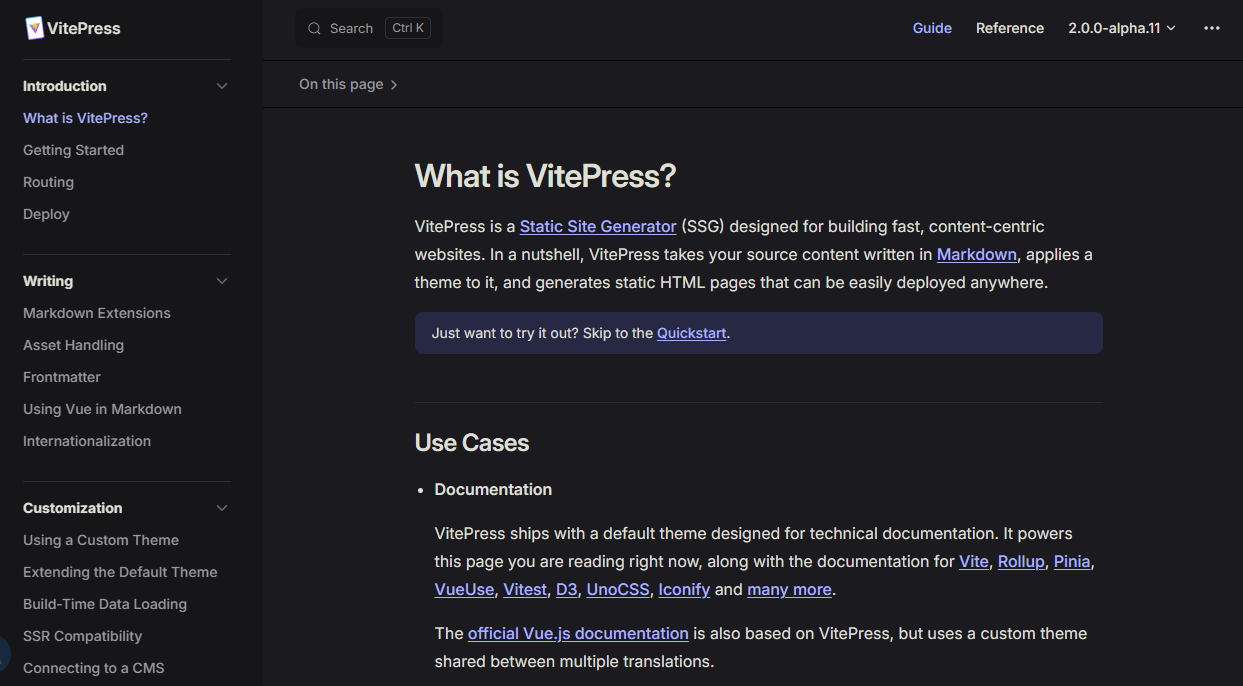 VitePress
Search Ctrl K
Guide Reference 2.0.0-alpha.11
On this page
Introduction
What is VitePress?
Getting Started
Routing
Deploy
Writing
Markdown Extensions
Asset Handling
Frontmatter
Using Vue in Markdown
Internationalization
Customization
Using a Custom Theme
Extending the Default Theme
Build-Time Data Loading
SSR Compatibility
Connecting to a CMS
What is VitePress?
VitePress is a Static Site Generator (SSG) designed for building fast, content-centric
websites. In a nutshell, VitePress takes your source content written in Markdown, applies a
theme to it, and generates static HTML pages that can be easily deployed anywhere.
Just want to try it out? Skip to the Quickstart.
Use Cases
• Documentation
VitePress ships with a default theme designed for technical documentation. It powers
this page you are reading right now, along with the documentation for Vite, Rollup, Pinia,
VueUse, Vitest, D3, UnoCSS, Iconify and many more.
The official Vue.js documentation is also based on VitePress, but uses a custom theme
shared between multiple translations.